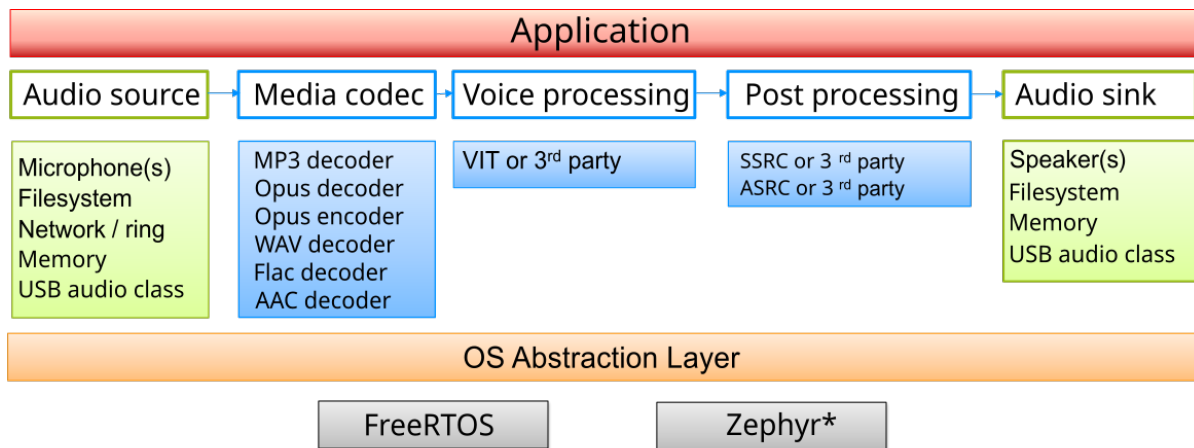 Application
Audio source
Media codec
Voice processing
Post processing
Audio sink
Microphone(s)
Filesystem
Network / ring
Memory
USB audio class
MP3 decoder
Opus decoder
Opus encoder
WAV decoder
Flac decoder
AAC decoder
VIT or 3rd party
SSRC or 3 rd party
ASRC or 3 rd party
Speaker(s)
Filesystem
Memory
USB audio class
OS Abstraction Layer
FreeRTOS
Zephyr*